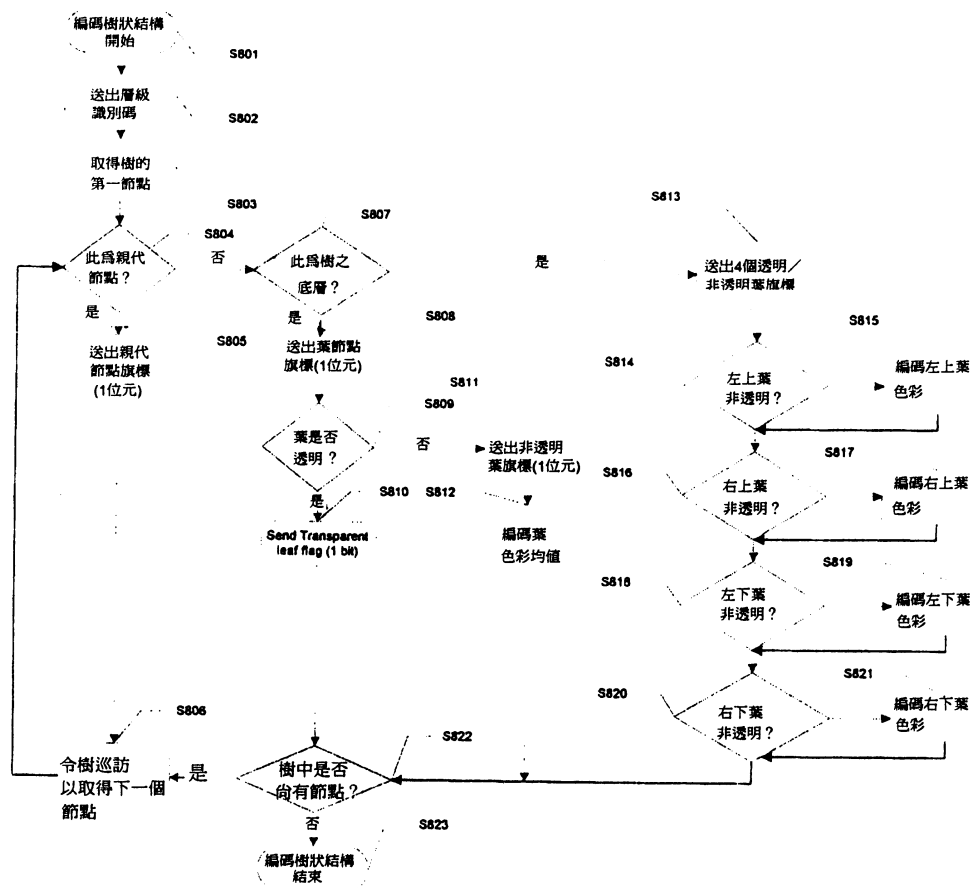 編碼樹狀結構
開始
S801
送出層級
識別碼
S802
取得樹的
第一節點
S803
S804
此爲親代
節點？
否
是
S805
送出親代
節點旗標
(1位元)
S807
此爲樹之
底層？
是
是
S808
送出葉節點
旗標(1位元)
S811
S809
葉是否
透明？
否
送出非透明
葉旗標(1位元)
是
S810
S812
Send Transparent
leaf flag (1 bit)
編碼葉
色彩均值
S813
送出4個透明／
非透明葉旗標
S815
S814
左上葉
非透明？
編碼左上葉
色彩
S817
S816
右上葉
非透明？
編碼右上葉
色彩
S819
S818
左下葉
非透明？
編碼左下葉
色彩
S821
S820
右下葉
非透明？
編碼右下葉
色彩
S806
令樹巡訪
以取得下一個
節點
是
S822
樹中是否
尙有節點？
否
S823
編碼樹狀結構
結束